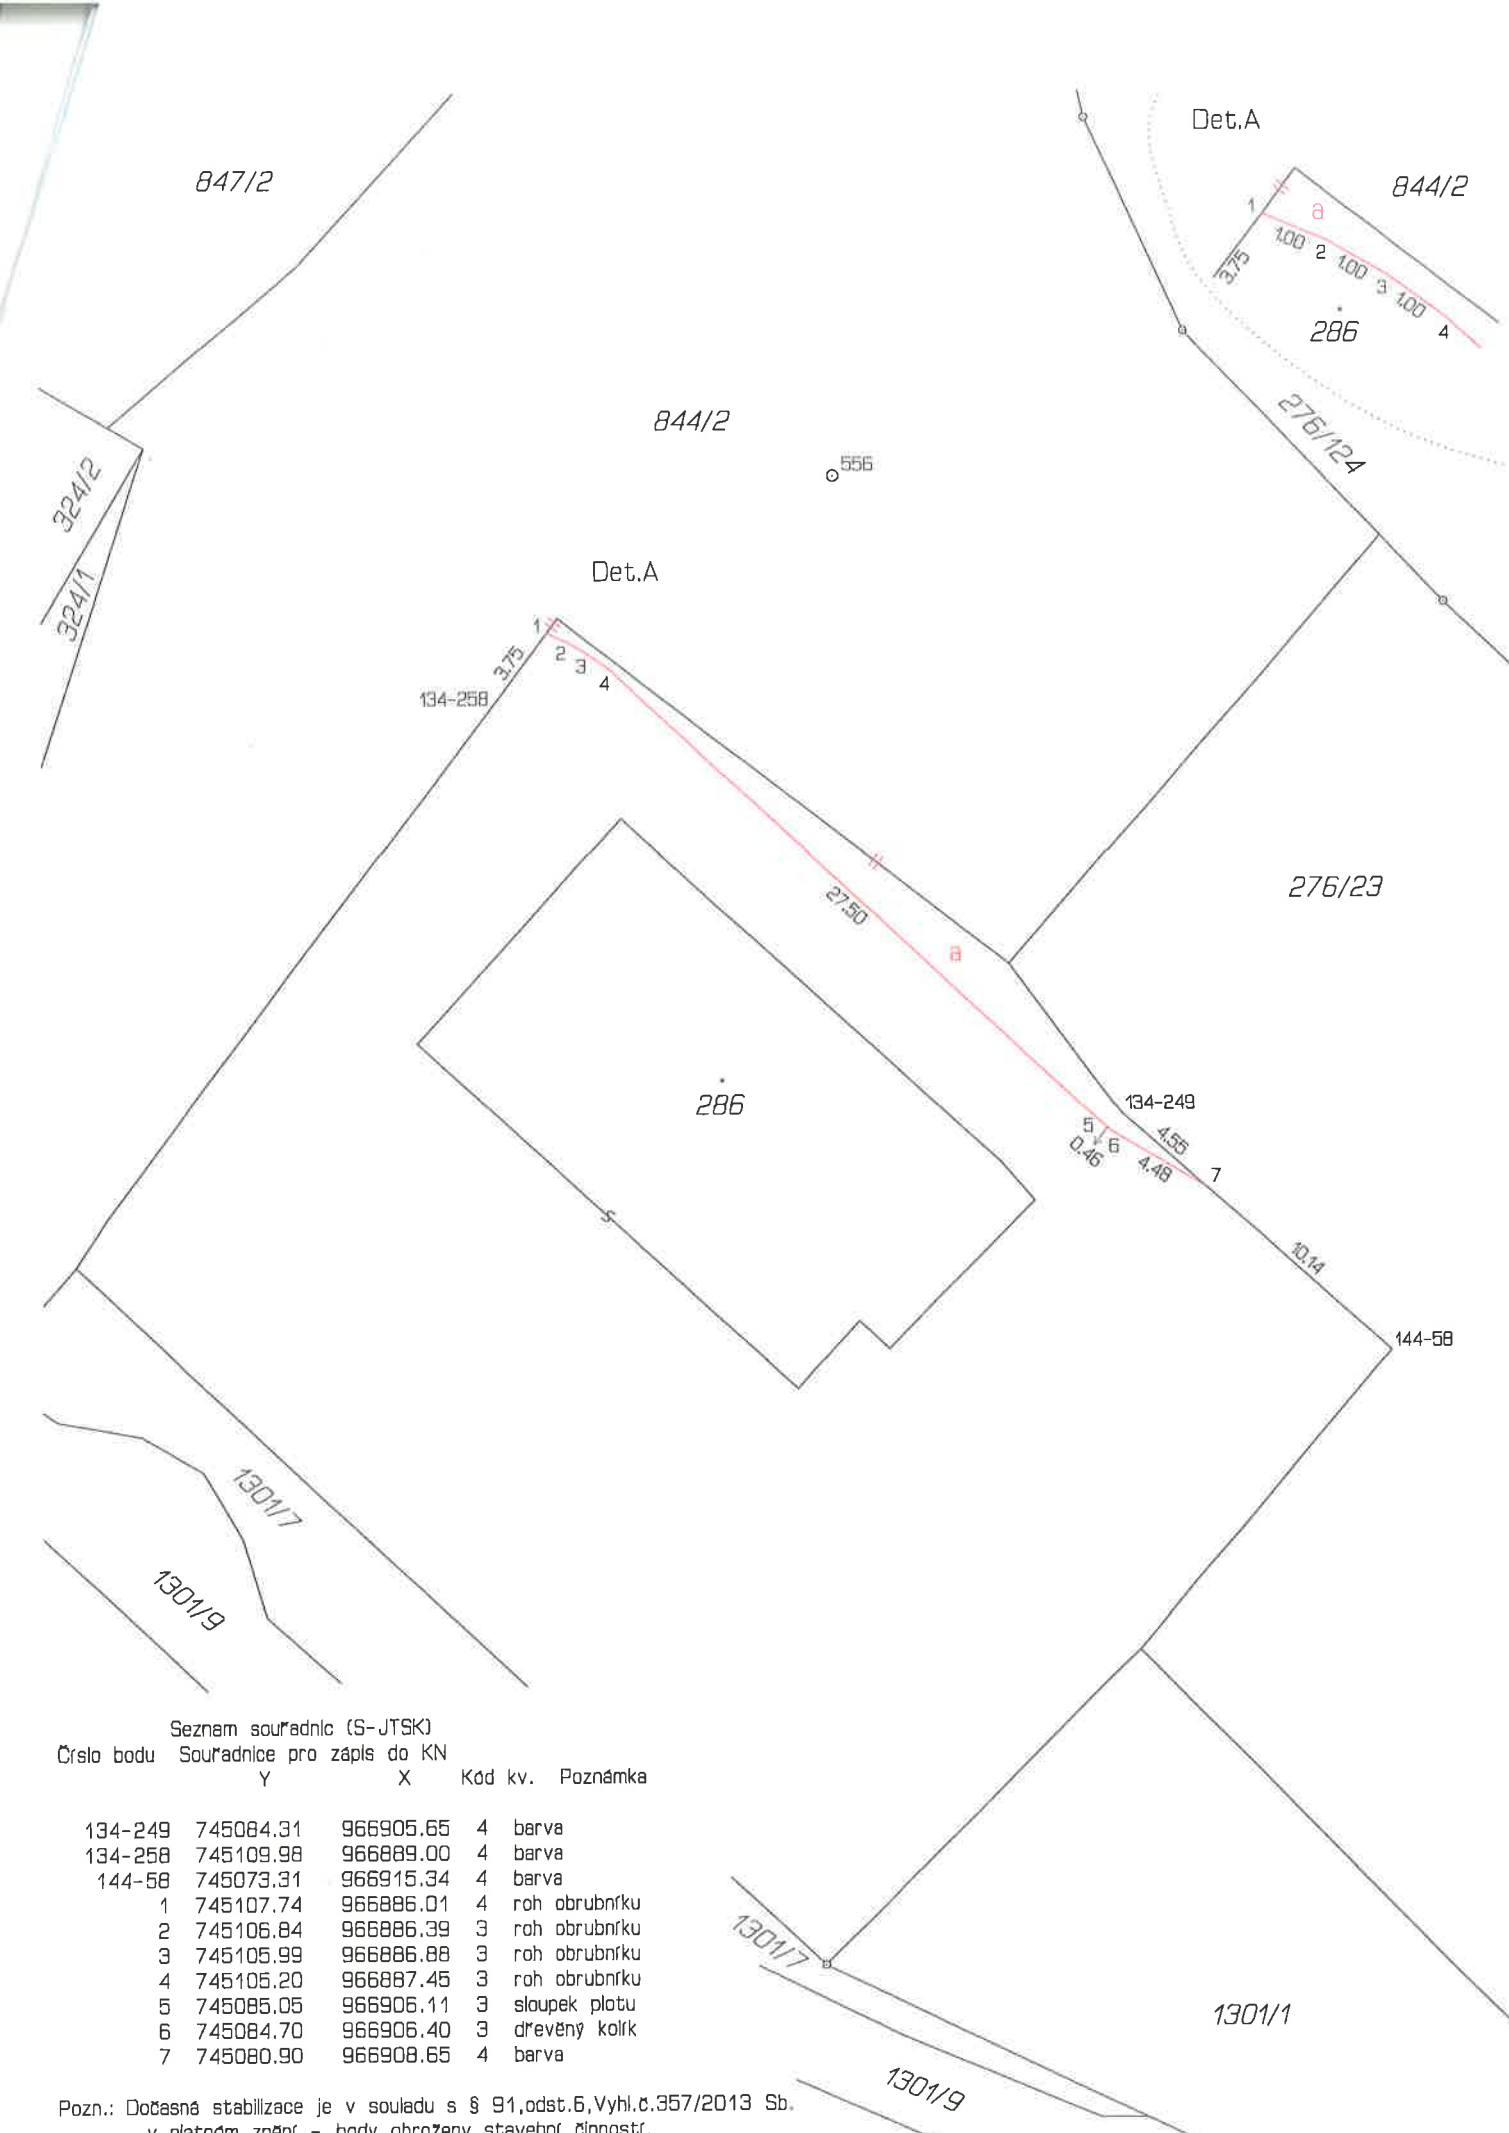 Det.A
847/2
844/2
1
a
1.00
2
1.00
3
1.00
4
3.75
286
276/124
844/2
556
324/2
324/1
Det.A
1
2
3
4
3.75
134-258
276/23
27.50
a
286
134-249
5
6
0.46
4.55
4.48
7
10.14
144-58
s
1301/7
1301/9
Seznam souřadnic (S-JTSK)
Číslo bodu Souřadnice pro zápis do KN
Y X Kód kv. Poznámka
134-249 745084.31 966905.65 4 barva
134-258 745109.98 966889.00 4 barva
144-58 745073.31 966915.34 4 barva
1 745107.74 966886.01 4 roh obrubníku
2 745106.84 966886.39 3 roh obrubníku
3 745105.99 966886.88 3 roh obrubníku
4 745105.20 966887.45 3 roh obrubníku
5 745085.05 966906.11 3 sloupek plotu
6 745084.70 966906.40 3 dřevěný kolík
7 745080.90 966908.65 4 barva
1301/7
1301/1
1301/9
Pozn.: Dočasná stabilizace je v souladu s § 91,odst.6,Vyhl.č.357/2013 Sb.
v platném znění - body ohroženy stavební činností.